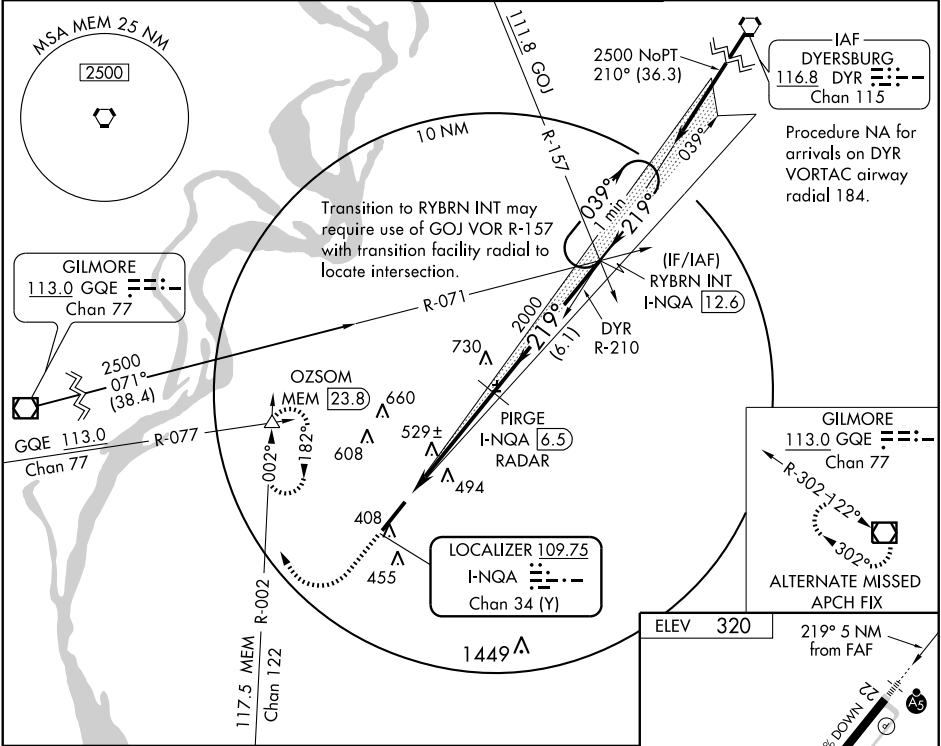 MSA MEM 25 NM
2500
111.8 GOJ
R-157
2500 NoPT
210° (36.3)
IAF
DYERSBURG
116.8 DYR
Chan 115
Procedure NA for
arrivals on DYR
VORTAC airway
radial 184.
10 NM
039°
039°
1 min
219°
Transition to RYBRN INT may
require use of GOJ VOR R-157
with transition facility radial to
locate intersection.
(IF/IAF)
RYBRN INT
I-NQA 12.6
GILMORE
113.0 GQE
Chan 77
R-071
2500
071°
(38.4)
2000
219°
(6.1)
DYR
R-210
730
OZSOM
MEM 23.8
660
608
529±
494
PIRGE
I-NQA 6.5
RADAR
GQE 113.0
Chan 77
R-077
002°
182°
408
455
LOCALIZER 109.75
I-NQA
Chan 34 (Y)
1449
117.5 MEM R-002
Chan 122
GILMORE
113.0 GQE
Chan 77
R-302
122°
302°
ALTERNATE MISSED
APCH FIX
ELEV 320
219° 5 NM
from FAF
22
% DOWN
A5
P